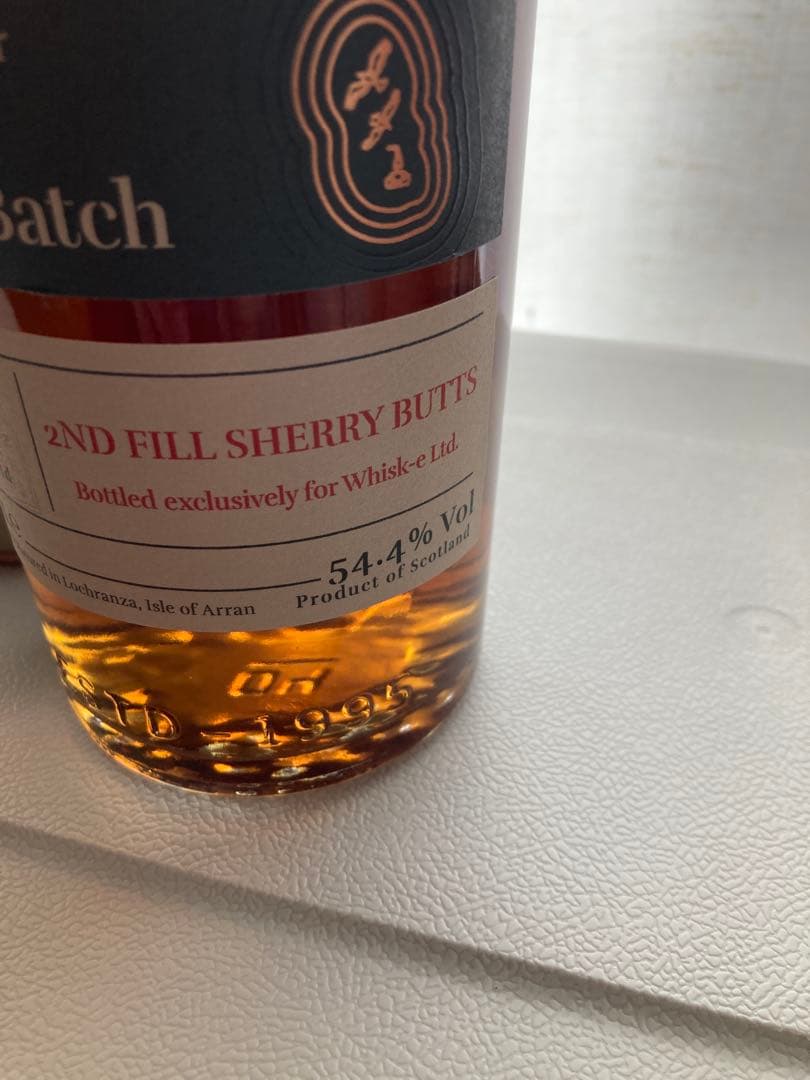 Batch
2ND FILL SHERRY BUTTS
Bottled exclusively for Whisk-e Ltd.
54.4% Vol
in Lochranza, Isle of Arran
Product of Scotland
ESTD - 1995